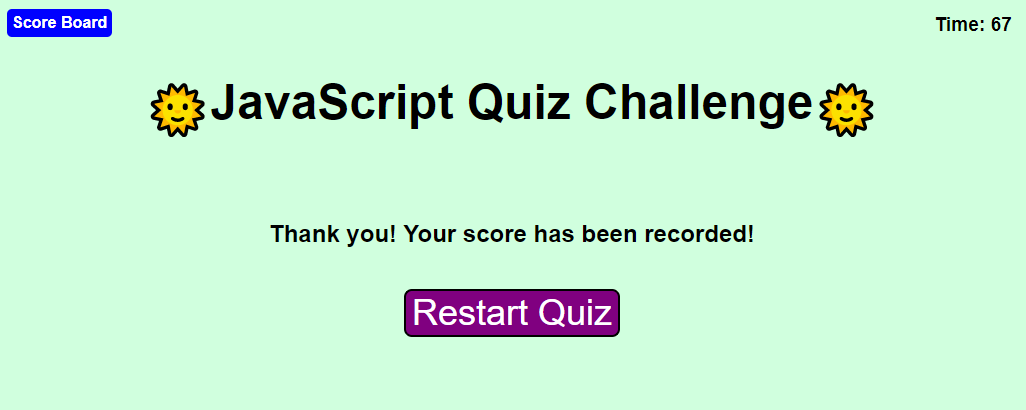 Score Board
Time: 67
JavaScript Quiz Challenge
Thank you! Your score has been recorded!
Restart Quiz